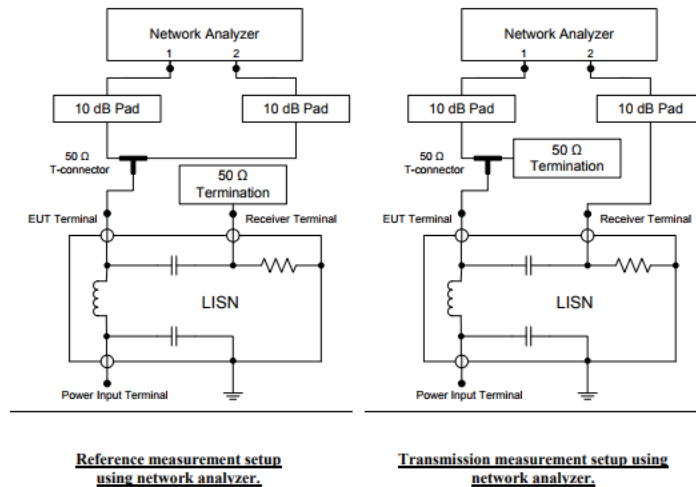 Network Analyzer
1 2
10 dB Pad 10 dB Pad
50 Ω
T-connector
50 Ω
Termination
EUT Terminal Receiver Terminal
LISN
Power Input Terminal
Reference measurement setup
using network analyzer.
Network Analyzer
1 2
10 dB Pad 10 dB Pad
50 Ω
T-connector
50 Ω
Termination
EUT Terminal Receiver Terminal
LISN
Power Input Terminal
Transmission measurement setup using
network analyzer.